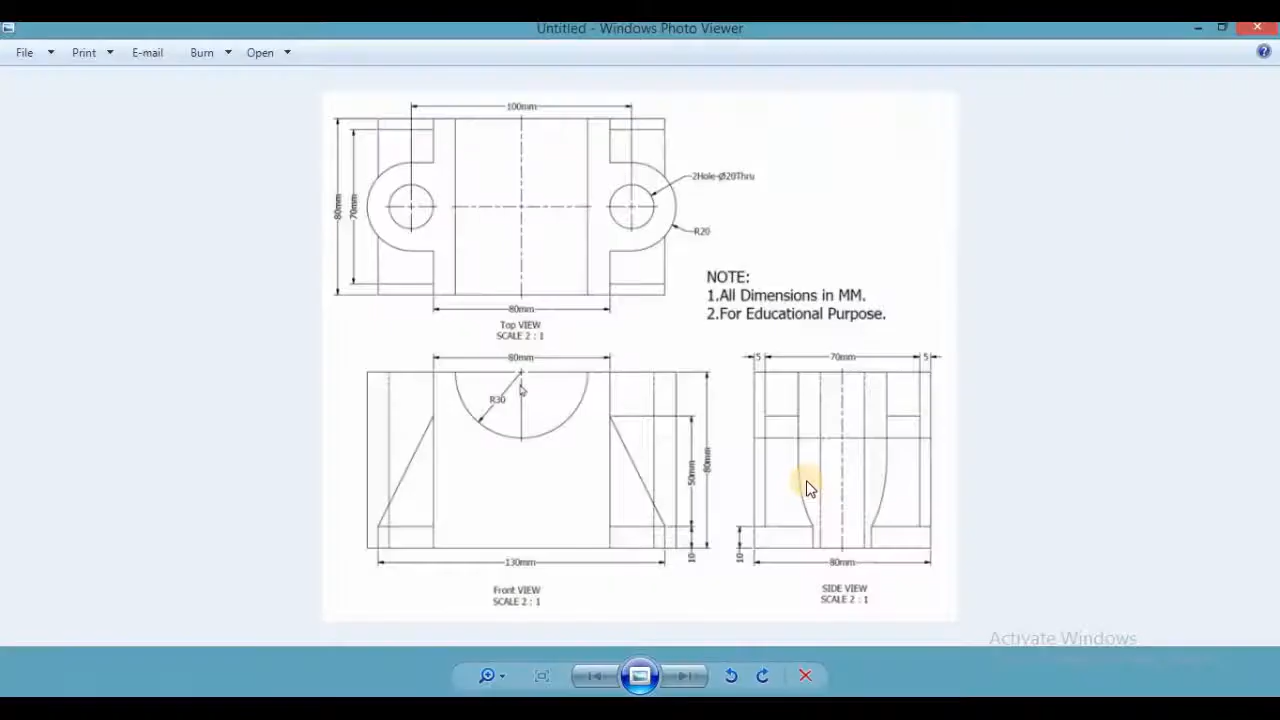 Untitled - Windows Photo Viewer
File Print E-mail Burn Open
100mm
2Hole-Ø20Thru
80mm
70mm
R20
NOTE:
1.All Dimensions in MM.
2.For Educational Purpose.
80mm
Top VIEW
SCALE 2 : 1
80mm
R30
50mm
80mm
10
130mm
Front VIEW
SCALE 2 : 1
5 70mm 5
10
80mm
SIDE VIEW
SCALE 2 : 1
Activate Windows